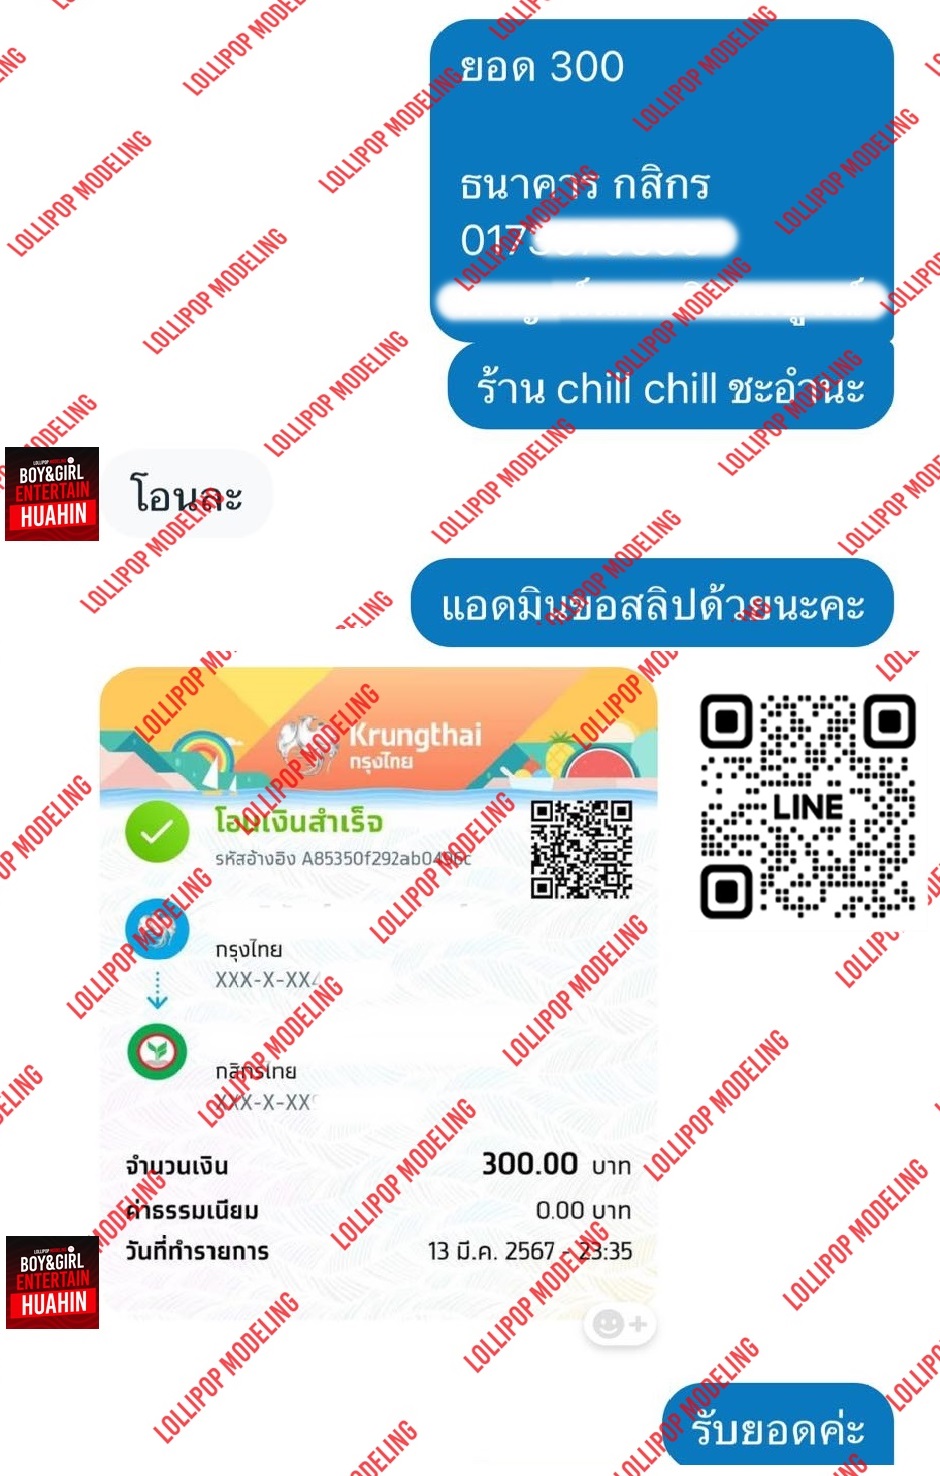 ยอด 300
ธนาคาร กสิกร
0173
ร้าน chill chill ชะอำนะ
LOLLIPOP MODELING
BOY&GIRL
ENTERTAIN
HUAHIN
โอนละ
แอดมินขอสลิปด้วยนะคะ
Krungthai
กรุงไทย
โอนเงินสำเร็จ
รหัสอ้างอิง A85350f292ab0496c
LINE
กรุงไทย
XXX-X-XX4
กสิกรไทย
XXX-X-XX
จำนวนเงิน 300.00 บาท
ค่าธรรมเนียม 0.00 บาท
วันที่ทำรายการ 13 มี.ค. 2567 - 23:35
BOY&GIRL
ENTERTAIN
HUAHIN
รับยอดค่ะ